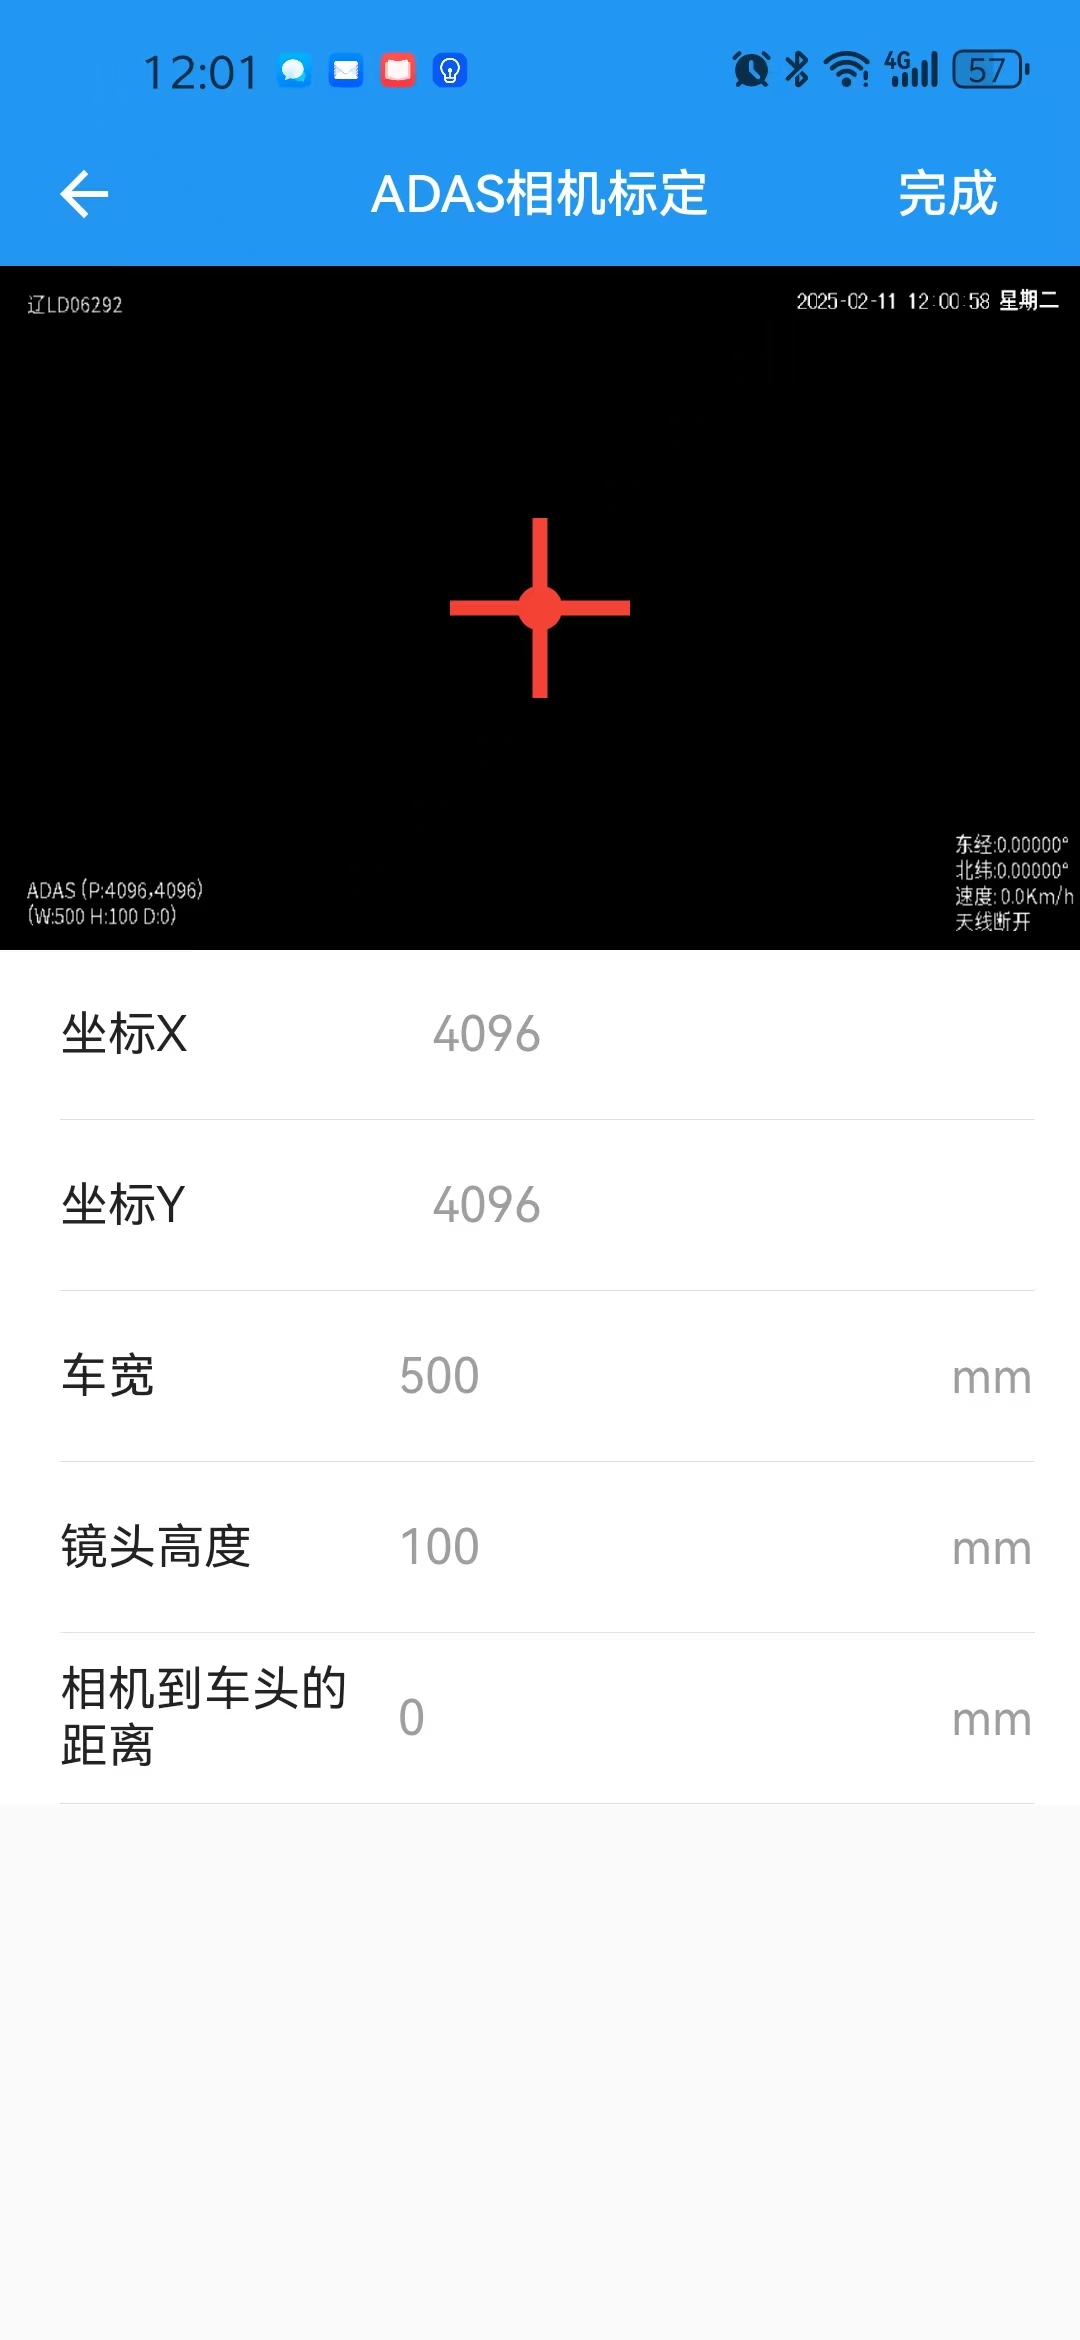 12:01 4G 57
ADAS相机标定 完成
辽LD06292
2025-02-11 12:00:58 星期二
东经:0.00000°
北纬:0.00000°
速度:0.0Km/h
天线断开
ADAS (P:4096,4096)
(W:500 H:100 D:0)
坐标X 4096
坐标Y 4096
车宽 500 mm
镜头高度 100 mm
相机到车头的
距离 0 mm